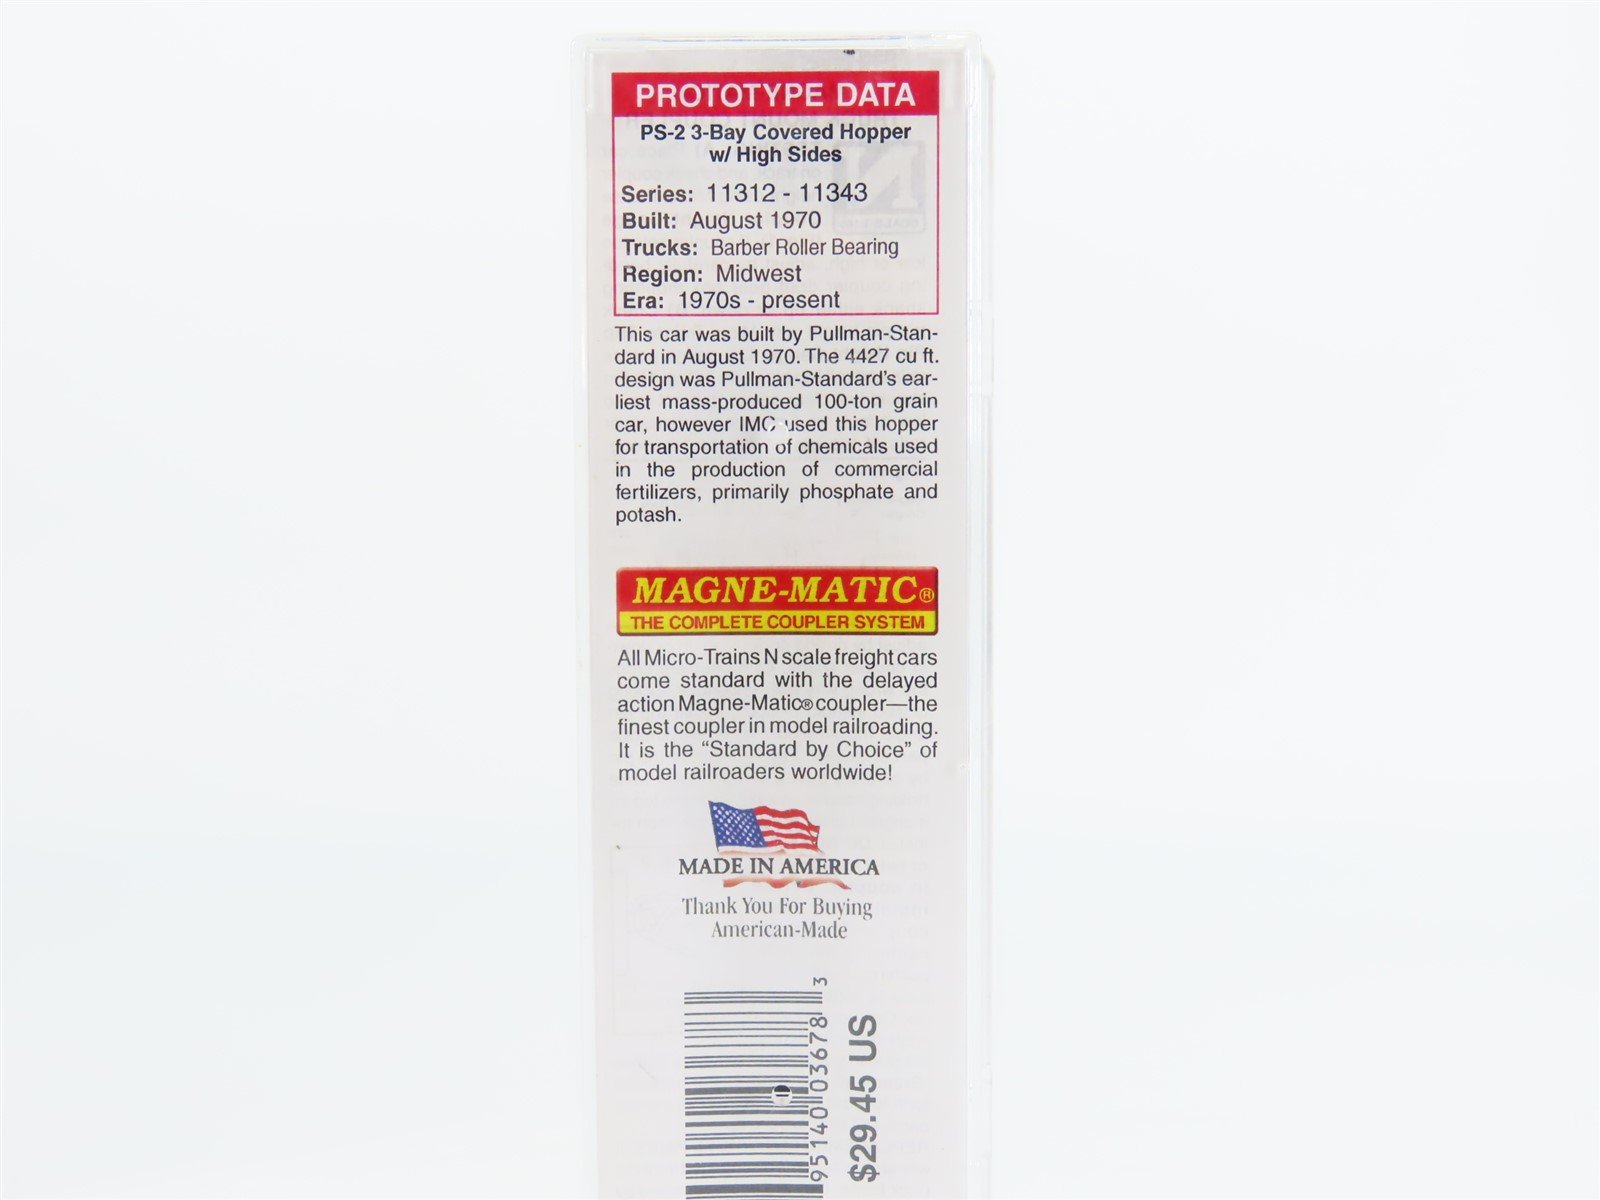 PROTOTYPE DATA
PS-2 3-Bay Covered Hopper
w/ High Sides
Series: 11312 - 11343
Built: August 1970
Trucks: Barber Roller Bearing
Region: Midwest
Era: 1970s - present
This car was built by Pullman-Stan-
dard in August 1970. The 4427 cu ft.
design was Pullman-Standard's ear-
liest mass-produced 100-ton grain
car, however IMC used this hopper
for transportation of chemicals used
in the production of commercial
fertilizers, primarily phosphate and
potash.
MAGNE-MATIC®
THE COMPLETE COUPLER SYSTEM
All Micro-Trains N scale freight cars
come standard with the delayed
action Magne-Matic® coupler—the
finest coupler in model railroading.
It is the “Standard by Choice” of
model railroaders worldwide!
MADE IN AMERICA
Thank You For Buying
American-Made
95140 03678 3
$29.45 US